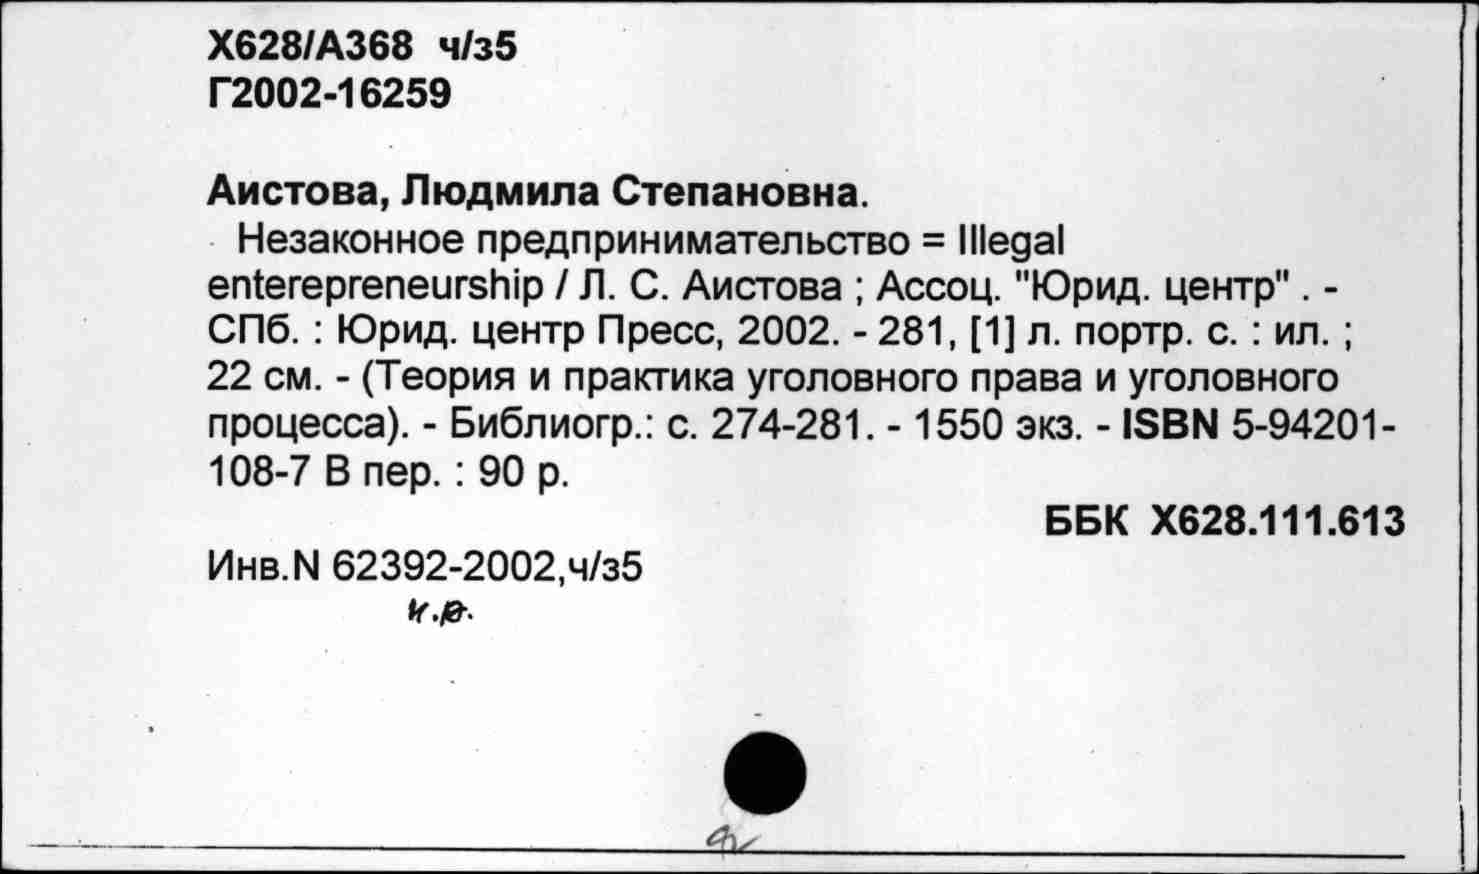 Х628/А368 ч/з5
Г2002-16259
Аистова, Людмила Степановна.
Незаконное предпринимательство = Illegal
enterepreneurship / Л. С. Аистова ; Ассоц. "Юрид. центр" . -
СПб. : Юрид. центр Пресс, 2002. - 281, [1] л. портр. с. : ил. ;
22 см. - (Теория и практика уголовного права и уголовного
процесса). - Библиогр.: с. 274-281. - 1550 экз. - ISBN 5-94201-
108-7 В пер. : 90 р.
ББК Х628.111.613
Инв.N 62392-2002,ч/з5